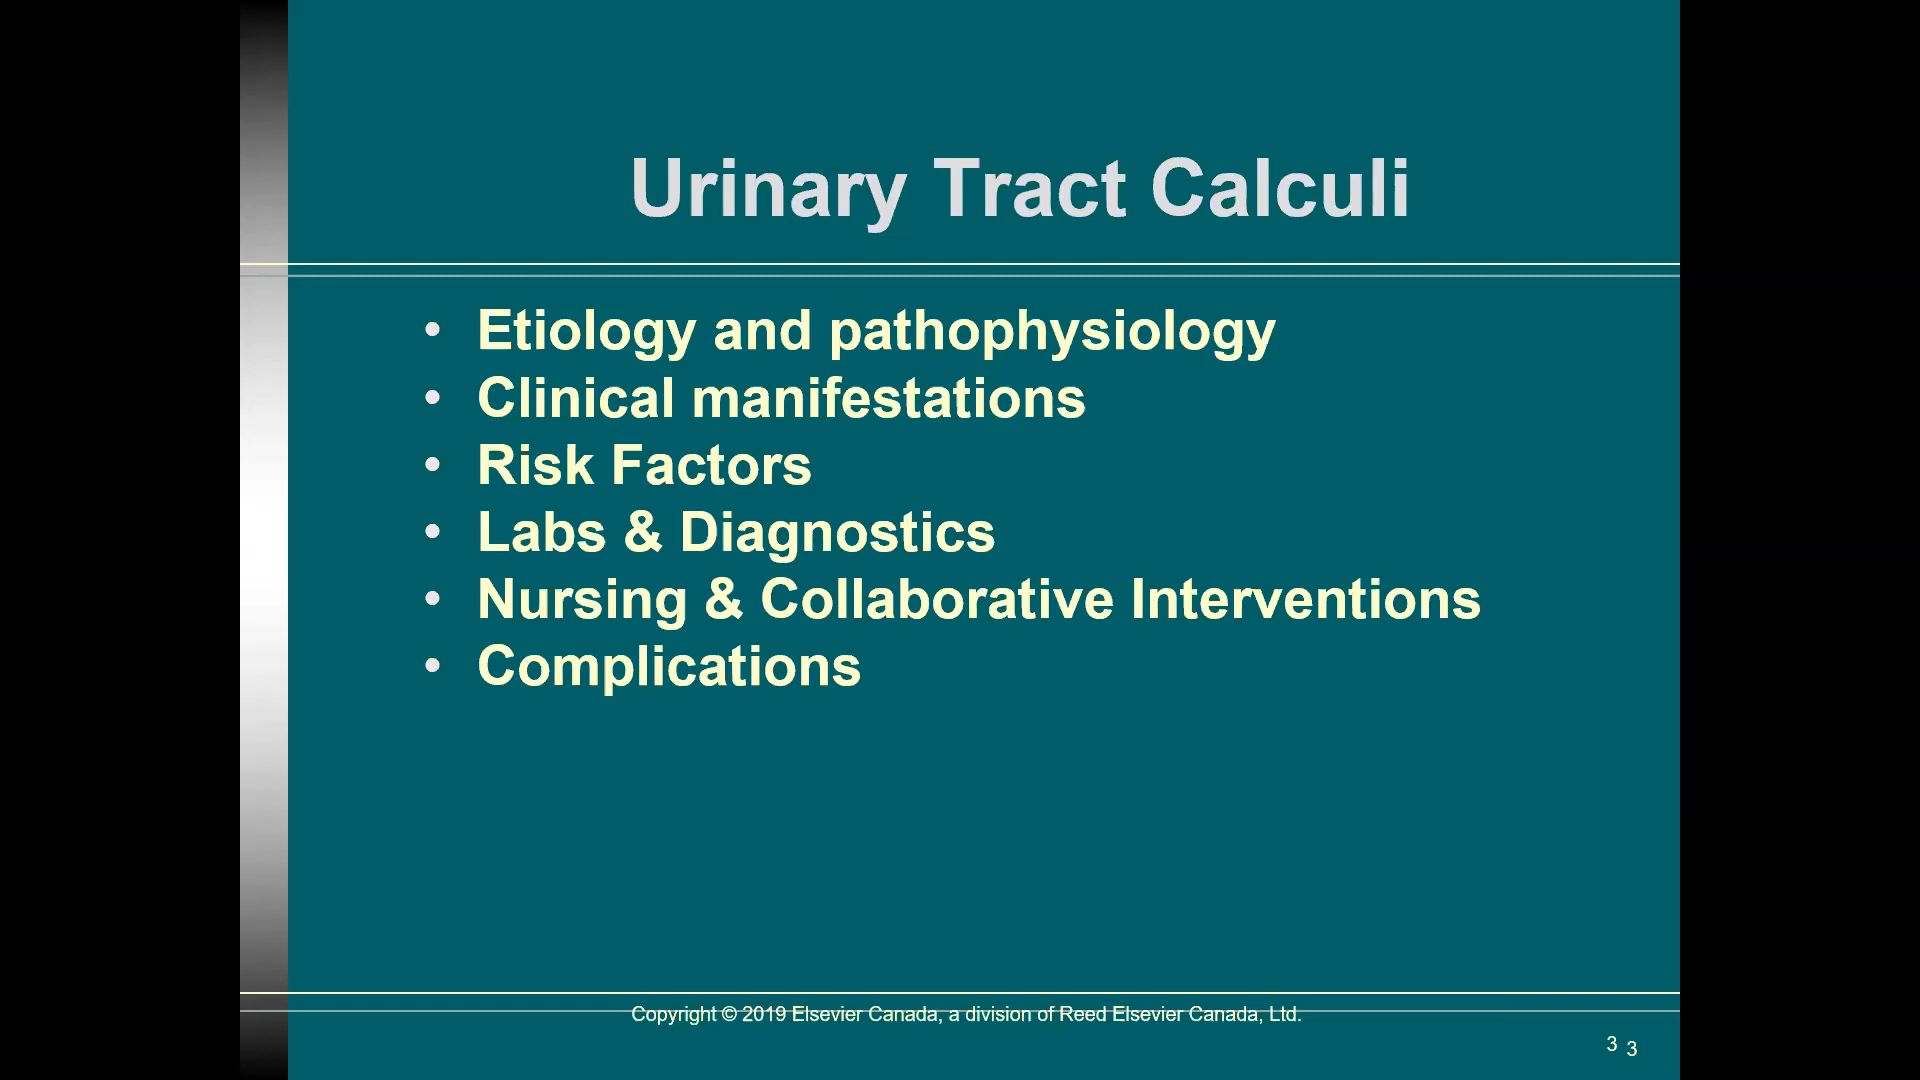 Urinary Tract Calculi
• Etiology and pathophysiology
• Clinical manifestations
• Risk Factors
• Labs & Diagnostics
• Nursing & Collaborative Interventions
• Complications
Copyright © 2019 Elsevier Canada, a division of Reed Elsevier Canada, Ltd.
3 3